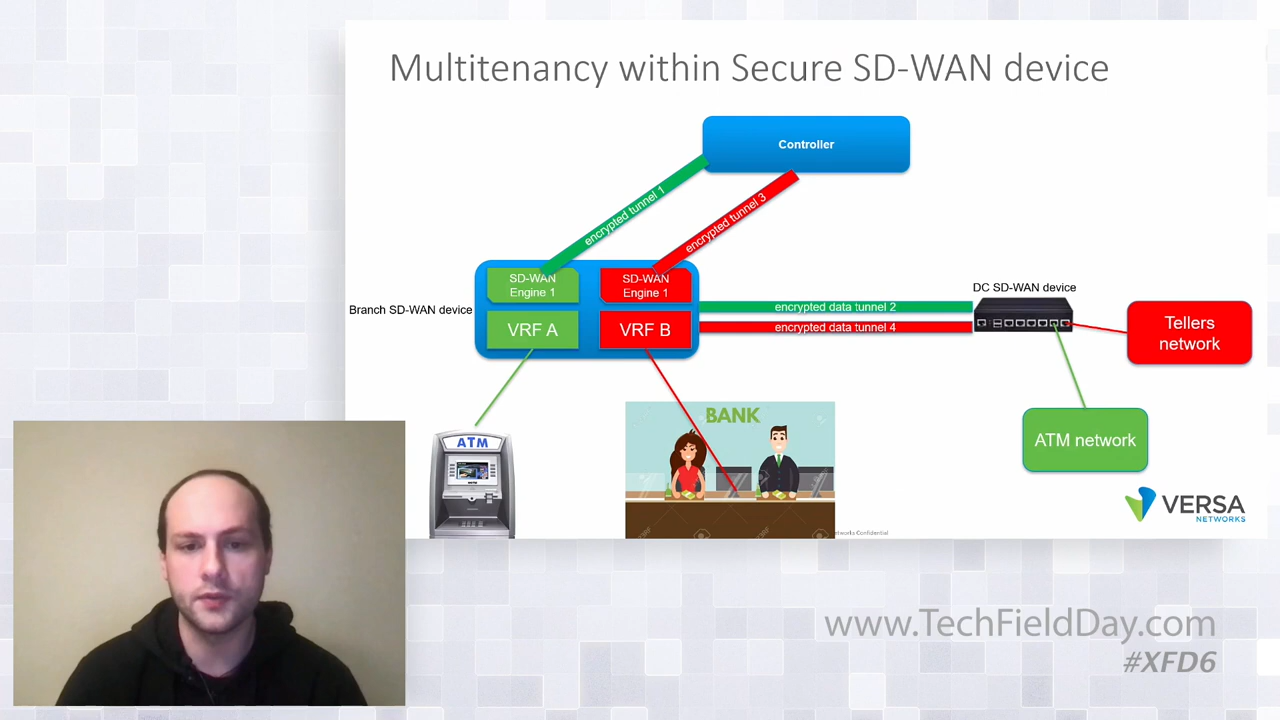 Multitenancy within Secure SD-WAN device
Controller
encrypted tunnel 1
encrypted tunnel 3
SD-WAN
Engine 1
SD-WAN
Engine 1
Branch SD-WAN device
VRF A
VRF B
encrypted data tunnel 2
encrypted data tunnel 4
DC SD-WAN device
Tellers
network
ATM network
ATM
BANK
VERSA
NETWORKS
etworks Confidential
www.TechFieldDay.com
#XFD6